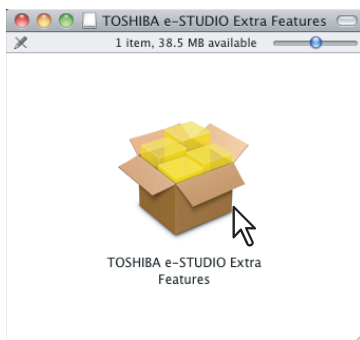 TOSHIBA e-STUDIO Extra Features
1 item, 38.5 MB available
TOSHIBA e-STUDIO Extra
Features